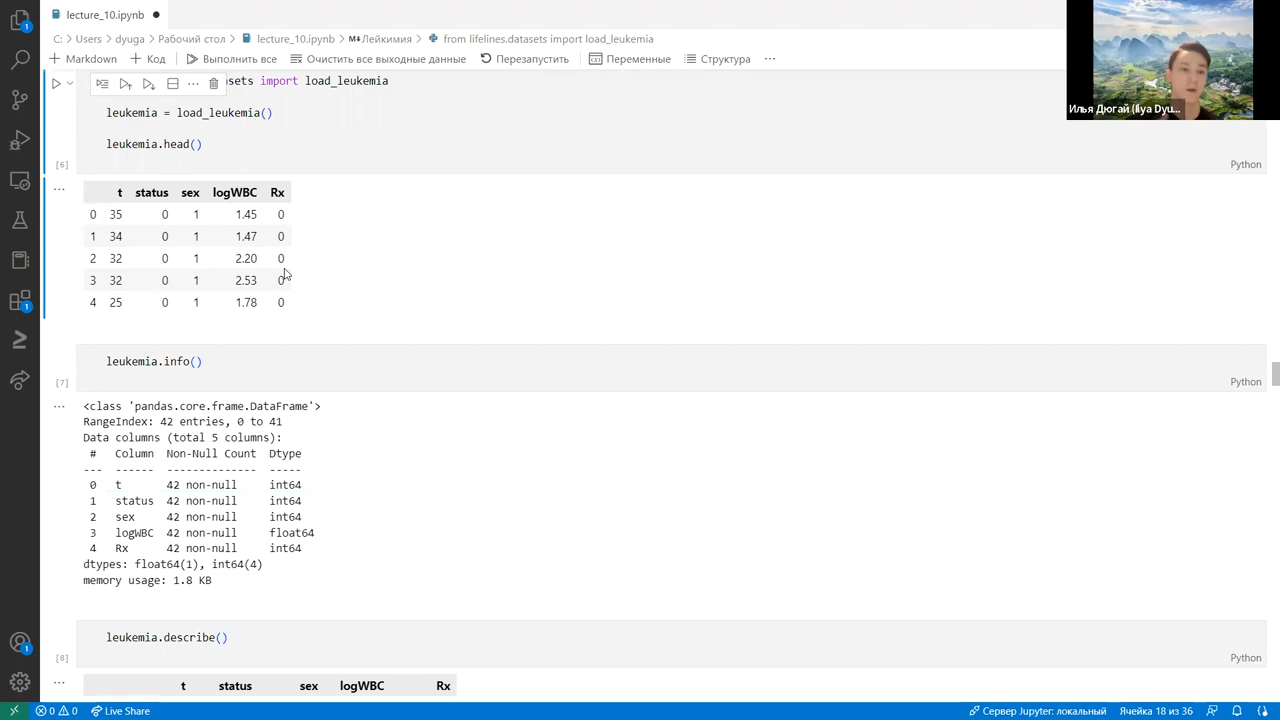 lecture_10.ipynb
C: > Users > dyuga > Рабочий стол > lecture_10.ipynb > M↓Лейкимия > from lifelines.datasets import load_leukemia
+ Markdown + Код Выполнить все Очистить все выходные данные Перезапустить Переменные Структура ...
Илья Дюгай (Ilya Dyu...
sets import load_leukemia
leukemia = load_leukemia()
leukemia.head()
[6] Python
t status sex logWBC Rx
0 35 0 1 1.45 0
1 34 0 1 1.47 0
2 32 0 1 2.20 0
3 32 0 1 2.53 0
4 25 0 1 1.78 0
leukemia.info()
[7] Python
<class 'pandas.core.frame.DataFrame'>
RangeIndex: 42 entries, 0 to 41
Data columns (total 5 columns):
# Column Non-Null Count Dtype
--- ------ -------------- -----
0 t 42 non-null int64
1 status 42 non-null int64
2 sex 42 non-null int64
3 logWBC 42 non-null float64
4 Rx 42 non-null int64
dtypes: float64(1), int64(4)
memory usage: 1.8 KB
leukemia.describe()
[8] Python
t status sex logWBC Rx
1
1
1
0 0 Live Share Сервер Jupyter: локальный Ячейка 18 из 36